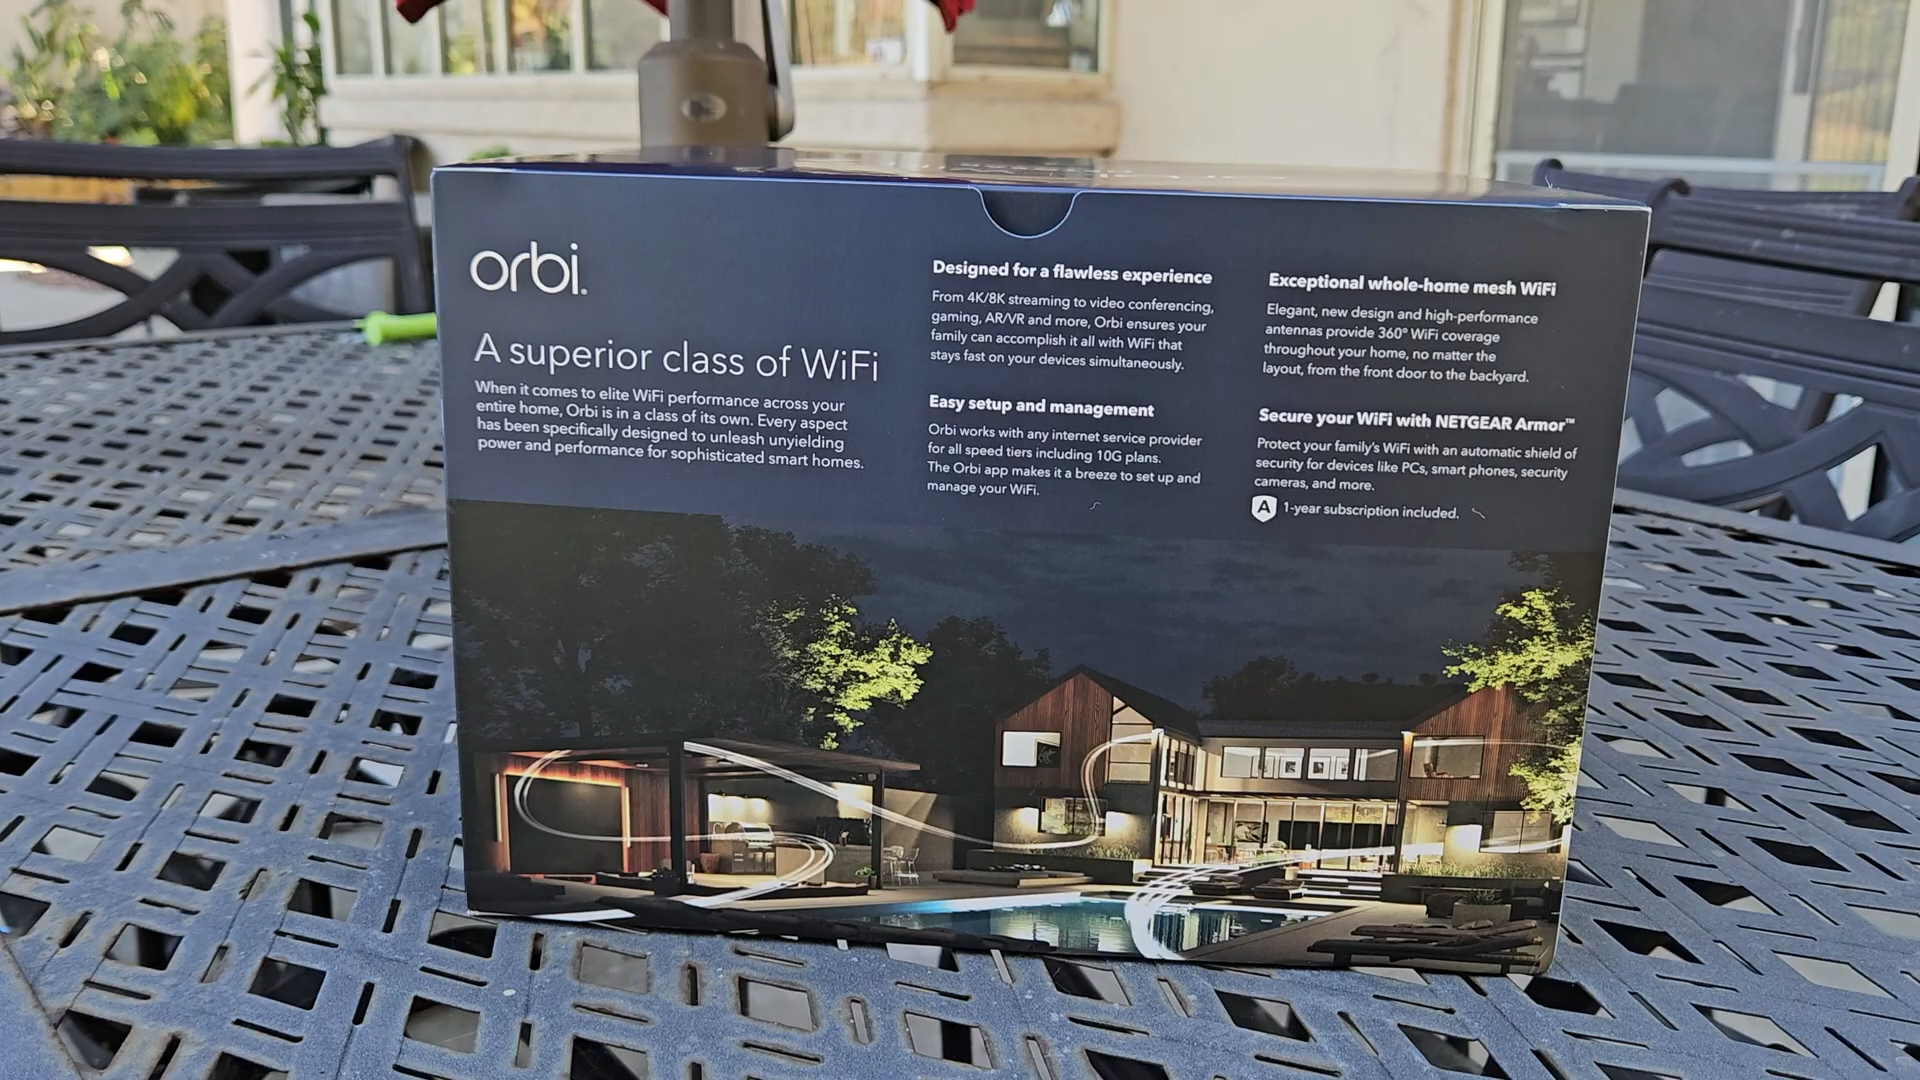 orbi.
A superior class of WiFi
When it comes to elite WiFi performance across your
entire home, Orbi is in a class of its own. Every aspect
has been specifically designed to unleash unyielding
power and performance for sophisticated smart homes.
Designed for a flawless experience
From 4K/8K streaming to video conferencing,
gaming, AR/VR and more, Orbi ensures your
family can accomplish it all with WiFi that
stays fast on your devices simultaneously.
Easy setup and management
Orbi works with any internet service provider
for all speed tiers including 10G plans.
The Orbi app makes it a breeze to set up and
manage your WiFi.
Exceptional whole-home mesh WiFi
Elegant, new design and high-performance
antennas provide 360° WiFi coverage
throughout your home, no matter the
layout, from the front door to the backyard.
Secure your WiFi with NETGEAR Armor™
Protect your family's WiFi with an automatic shield of
security for devices like PCs, smart phones, security
cameras, and more.
A 1-year subscription included.